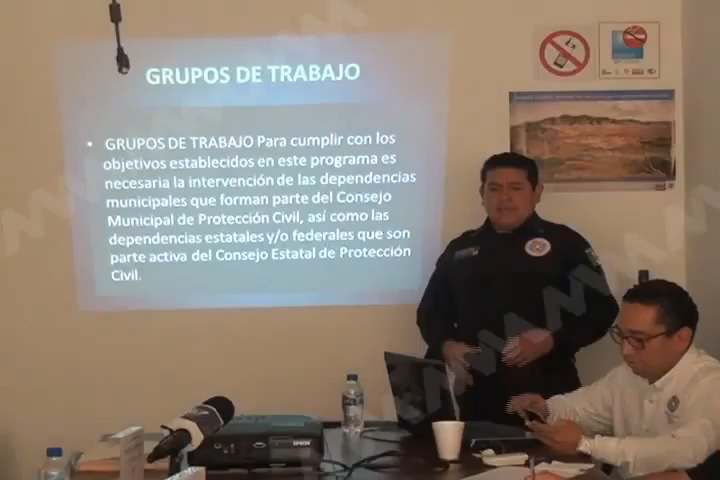 GRUPOS DE TRABAJO
• GRUPOS DE TRABAJO Para cumplir con los
objetivos establecidos en este programa es
necesaria la intervención de las dependencias
municipales que forman parte del Consejo
Municipal de Protección Civil, así como las
dependencias estatales y/o federales que son
parte activa del Consejo Estatal de Protección
Civil.
EPSON